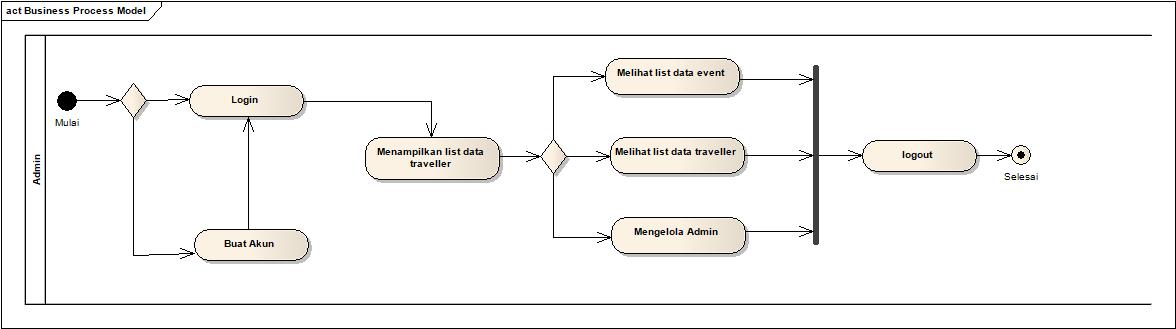 act Business Process Model
Admin
Mulai
Login
Buat Akun
Menampilkan list data
traveller
Melihat list data event
Melihat list data traveller
Mengelola Admin
logout
Selesai